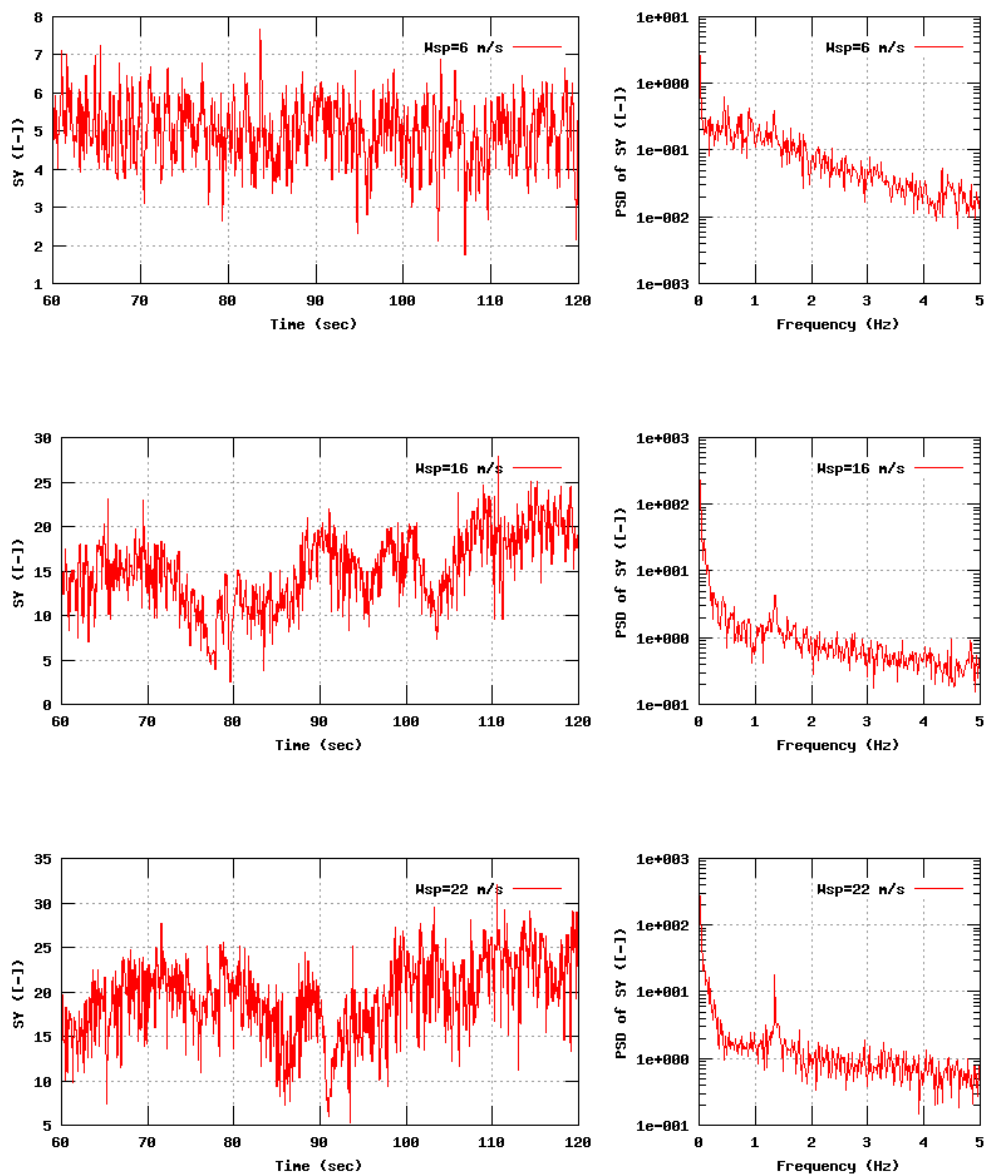 8
7
6
5
4
3
2
1
SY (I-)
Wsp=6 m/s
60 70 80 90 100 110 120
Time (sec)
1e+001
1e+000
1e-001
1e-002
1e-003
PSD of SY (I-)
Wsp=6 m/s
0 1 2 3 4 5
Frequency (Hz)
30
25
20
15
10
5
0
SY (I-)
Wsp=16 m/s
60 70 80 90 100 110 120
Time (sec)
1e+003
1e+002
1e+001
1e+000
1e-001
PSD of SY (I-)
Wsp=16 m/s
0 1 2 3 4 5
Frequency (Hz)
35
30
25
20
15
10
5
SY (I-)
Wsp=22 m/s
60 70 80 90 100 110 120
Time (sec)
1e+003
1e+002
1e+001
1e+000
1e-001
PSD of SY (I-)
Wsp=22 m/s
0 1 2 3 4 5
Frequency (Hz)